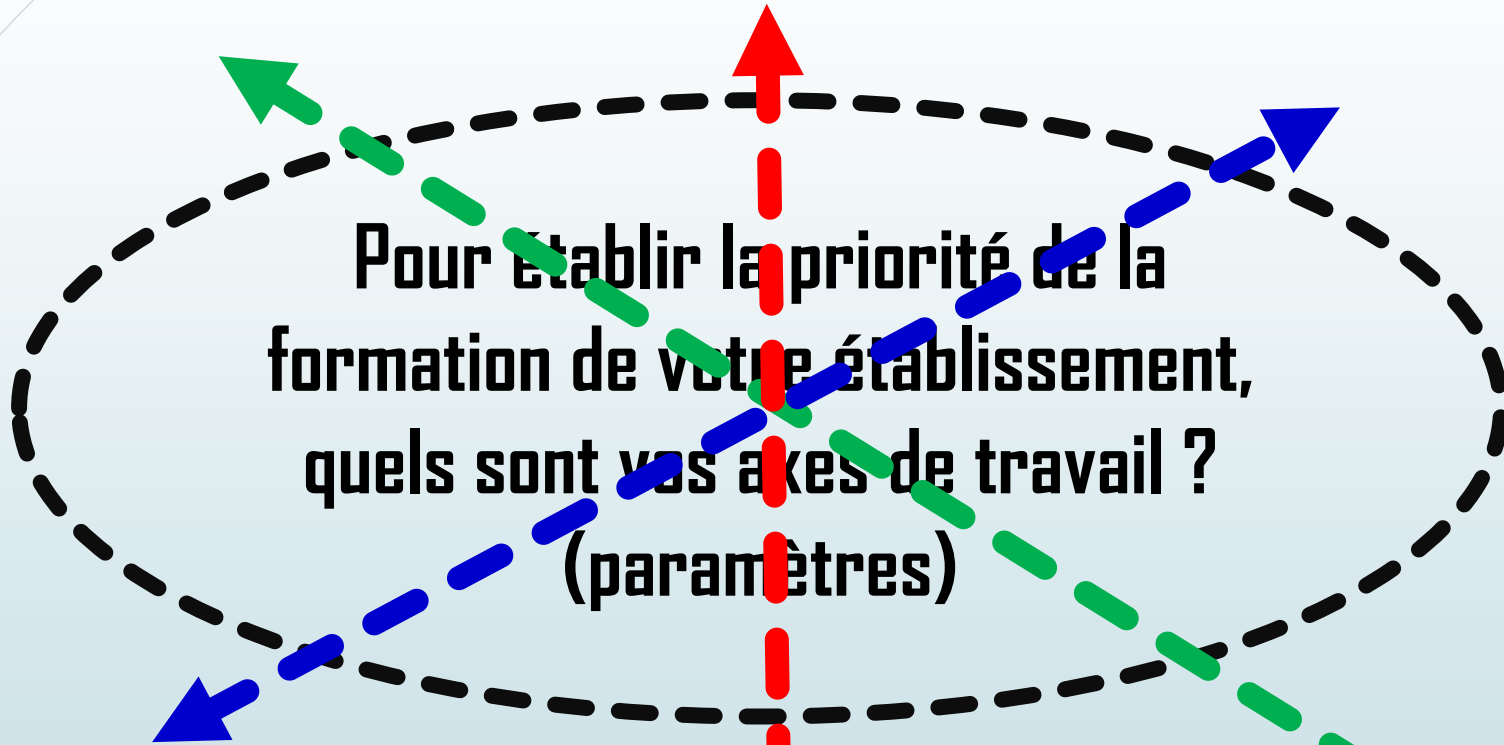 Pour établir la priorité de la
formation de votre établissement,
quels sont vos axes de travail ?
(paramètres)